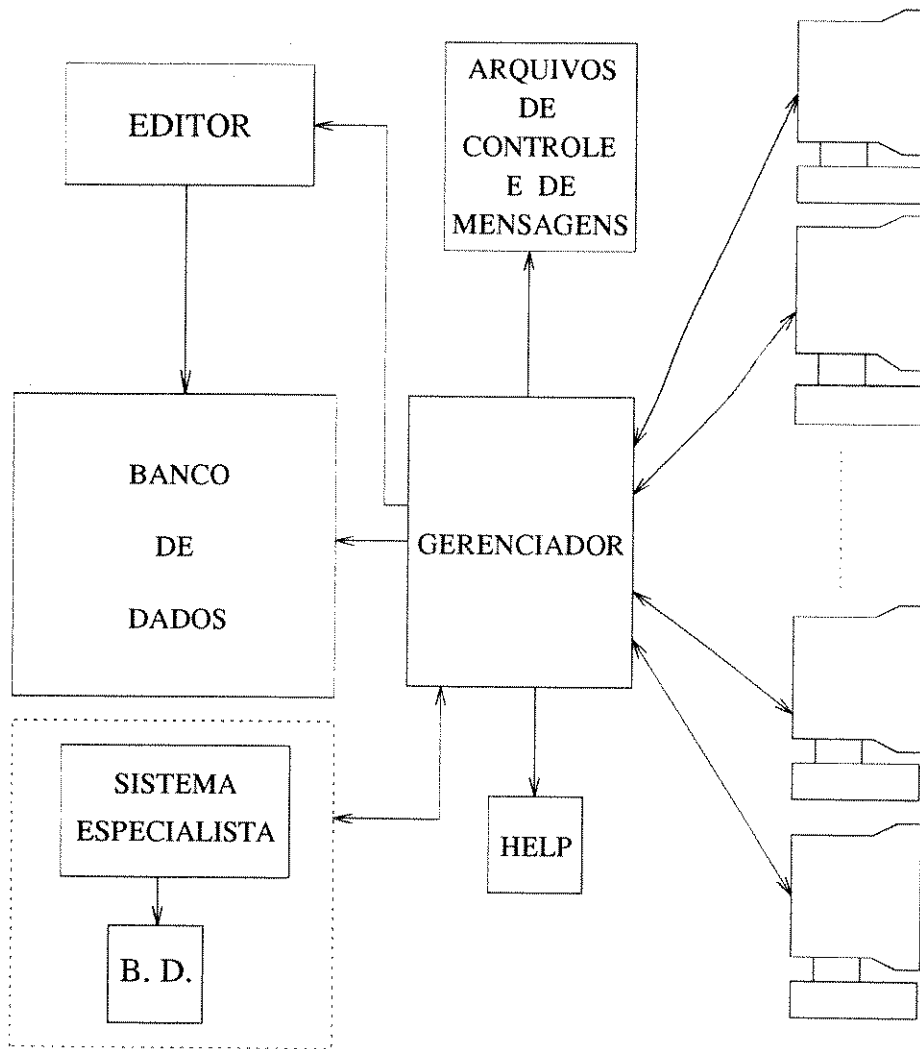 EDITOR
ARQUIVOS
DE
CONTROLE
E DE
MENSAGENS
BANCO
DE
DADOS
GERENCIADOR
SISTEMA
ESPECIALISTA
B. D.
HELP